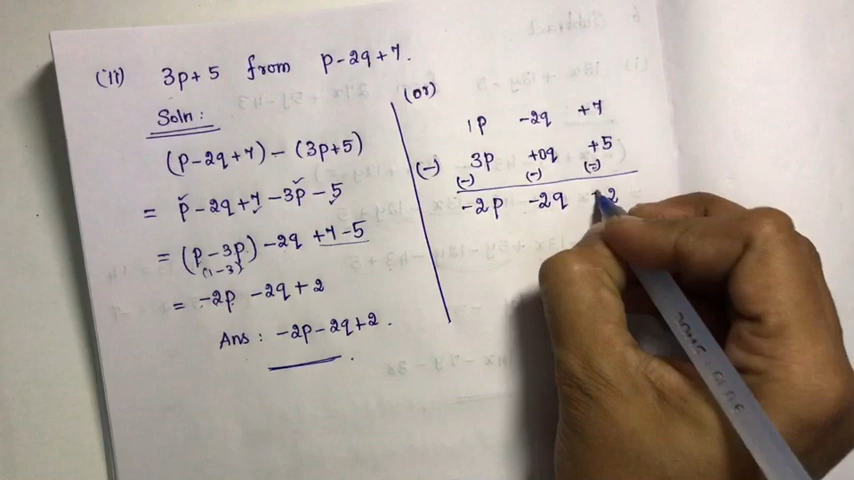 (ii) 3p+5 from p-2q+7.
Soln:
(p-2q+7) - (3p+5)
= p-2q+7-3p-5
= (p-3p)-2q+7-5
(1-3)
= -2p-2q+2
Ans: -2p-2q+2.
(or)
1p -2q +7
(-) 3p +0q +5
(-) (-) (-)
-2p -2q +2